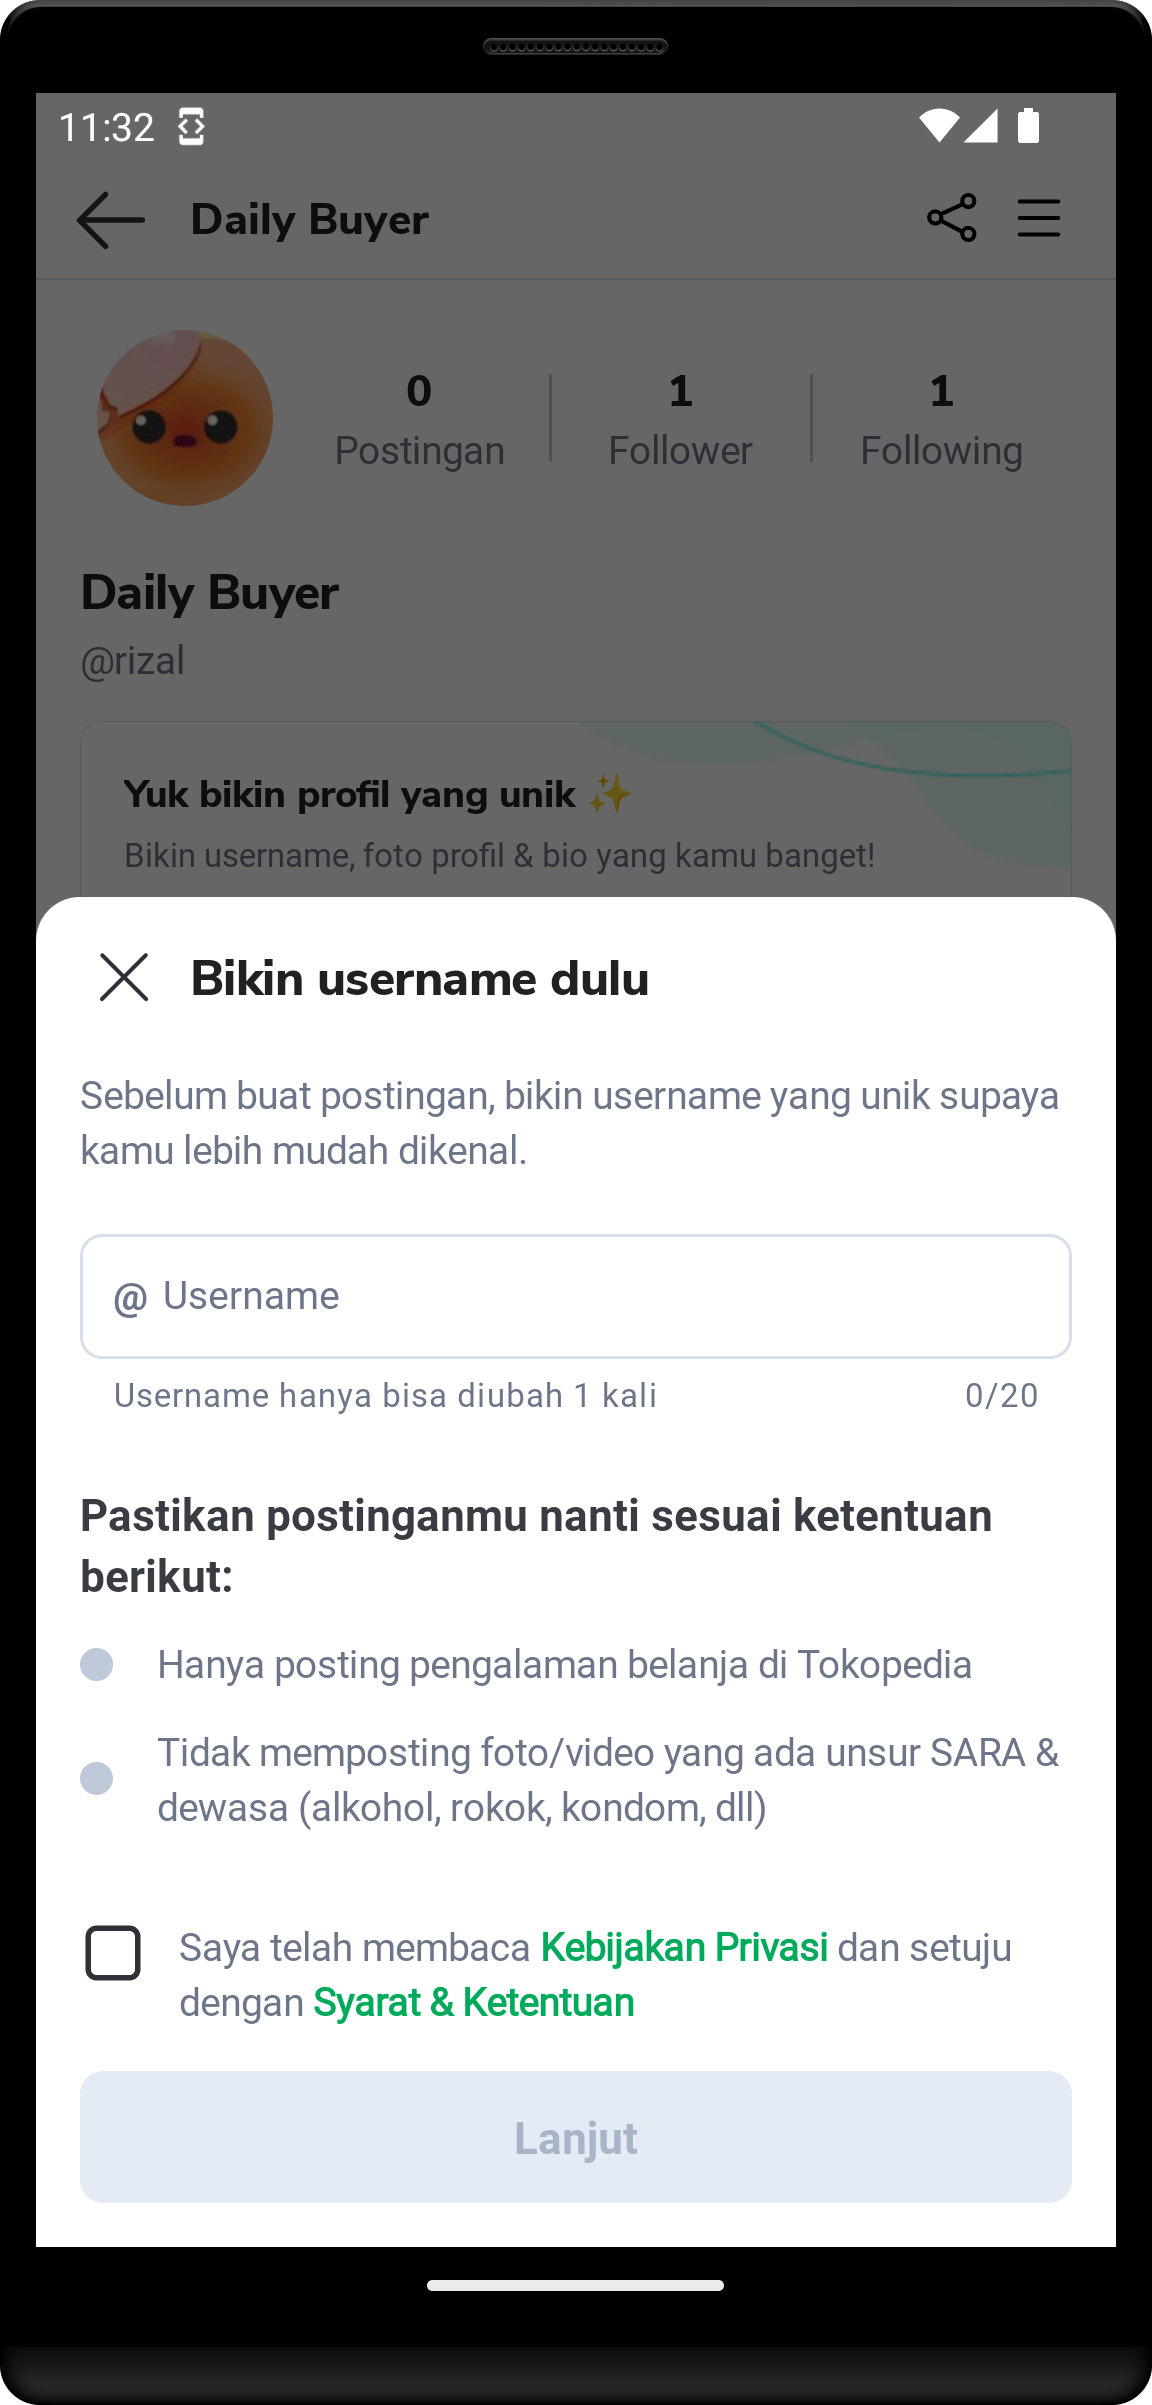 11:32
Daily Buyer
0
Postingan
1
Follower
1
Following
Daily Buyer
@rizal
Yuk bikin profil yang unik ✨
Bikin username, foto profil & bio yang kamu banget!
Bikin username dulu
Sebelum buat postingan, bikin username yang unik supaya
kamu lebih mudah dikenal.
@ Username
Username hanya bisa diubah 1 kali
0/20
Pastikan postinganmu nanti sesuai ketentuan
berikut:
Hanya posting pengalaman belanja di Tokopedia
Tidak memposting foto/video yang ada unsur SARA &
dewasa (alkohol, rokok, kondom, dll)
Saya telah membaca Kebijakan Privasi dan setuju
dengan Syarat & Ketentuan
Lanjut